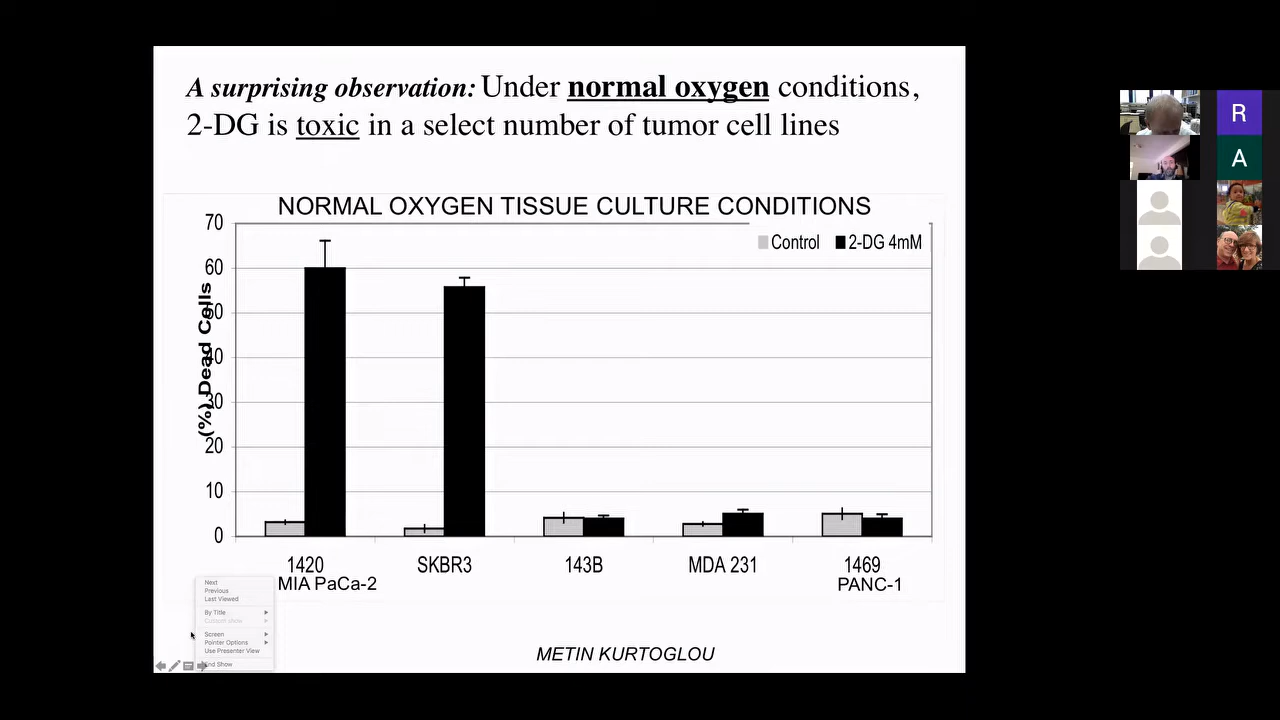 A surprising observation: Under normal oxygen conditions,
2-DG is toxic in a select number of tumor cell lines
NORMAL OXYGEN TISSUE CULTURE CONDITIONS
Control 2-DG 4mM
(%) Dead Cells
70
60
50
40
30
20
10
0
1420 SKBR3 143B MDA 231 1469
MIA PaCa-2 PANC-1
Next
Previous
Last Viewed
By Title
Custom show
Screen
Pointer Options
Use Presenter View
End Show
METIN KURTOGLOU
R
A